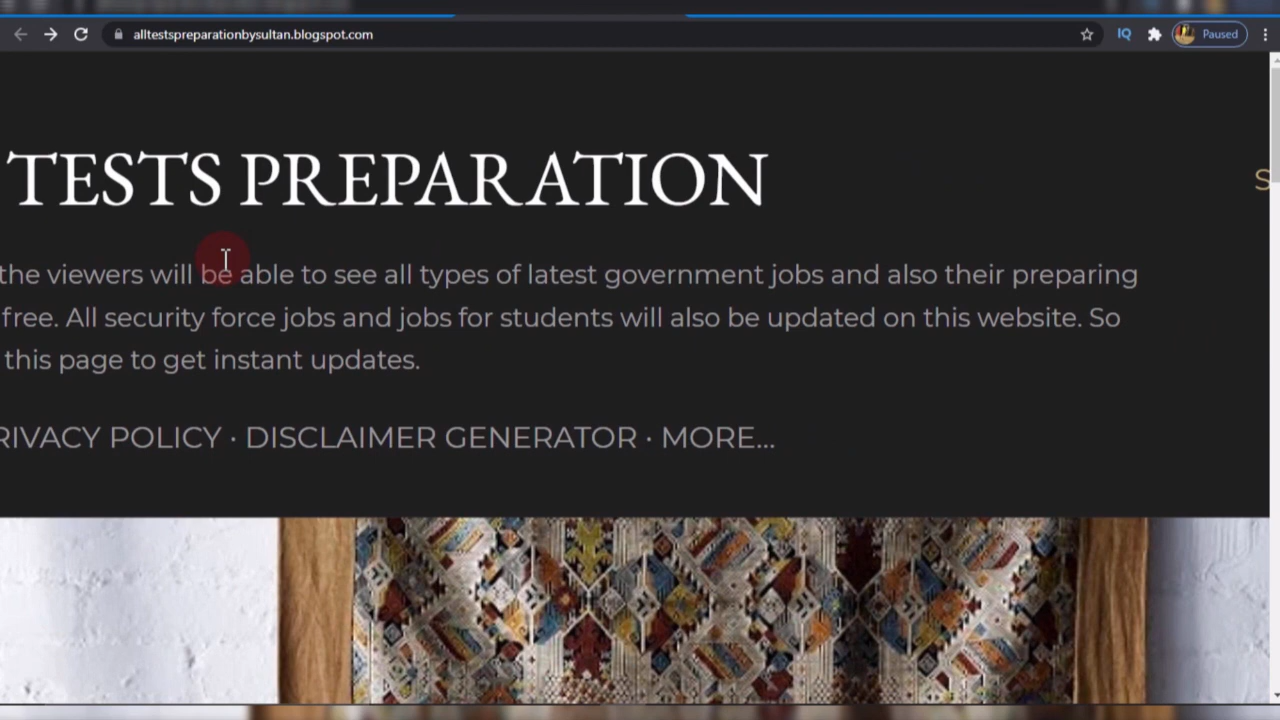 alltestspreparationbysultan.blogspot.com
IQ
Paused
TESTS PREPARATION
S
the viewers will be able to see all types of latest government jobs and also their preparing
free. All security force jobs and jobs for students will also be updated on this website. So
this page to get instant updates.
RIVACY POLICY · DISCLAIMER GENERATOR · MORE...